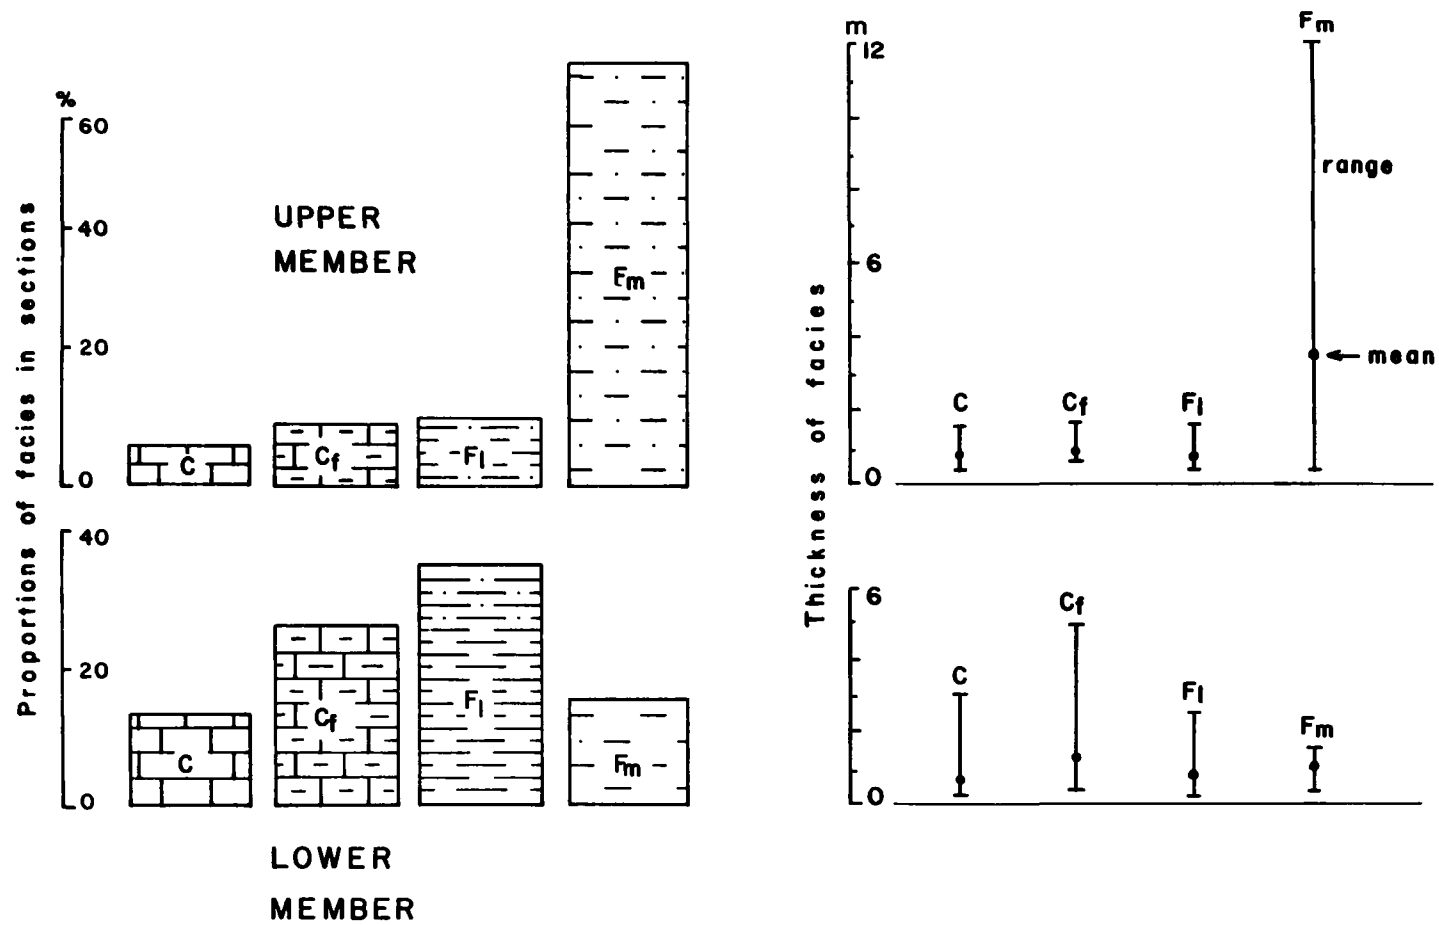 %
60
40
20
0
UPPER
MEMBER
C
Cf
Fl
Fm
Proportions of facies in sections
40
20
0
C
Cf
Fl
Fm
LOWER
MEMBER
m
12
6
0
Fm
range
mean
C
Cf
Fl
Thickness of facies
6
0
C
Cf
Fl
Fm